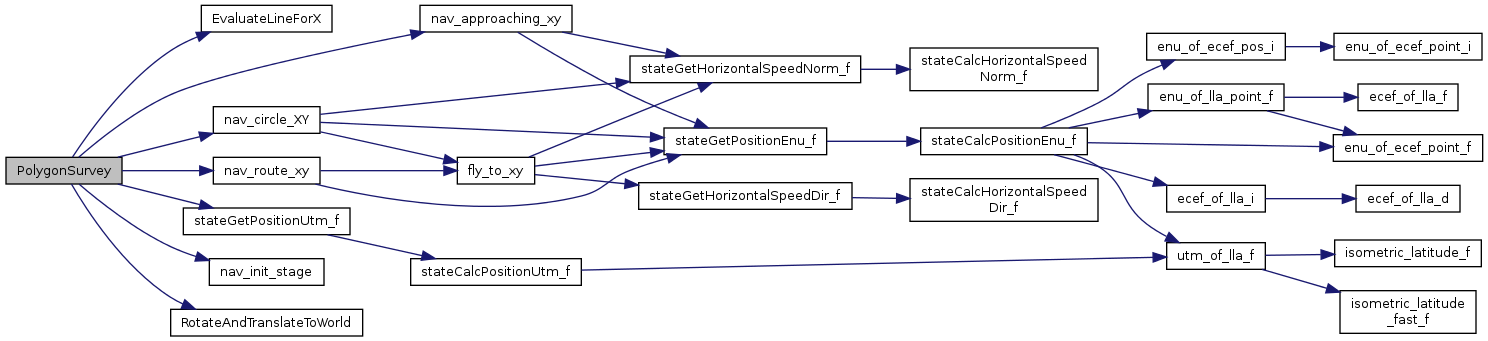 PolygonSurvey
EvaluateLineForX
nav_approaching_xy
nav_circle_XY
nav_route_xy
stateGetPositionUtm_f
nav_init_stage
RotateAndTranslateToWorld
stateCalcPositionUtm_f
fly_to_xy
stateGetHorizontalSpeedNorm_f
stateGetPositionEnu_f
stateGetHorizontalSpeedDir_f
stateCalcHorizontalSpeed
Norm_f
stateCalcPositionEnu_f
stateCalcHorizontalSpeed
Dir_f
enu_of_ecef_pos_i
enu_of_lla_point_f
ecef_of_lla_i
utm_of_lla_f
enu_of_ecef_point_i
ecef_of_lla_f
enu_of_ecef_point_f
ecef_of_lla_d
isometric_latitude_f
isometric_latitude
_fast_f